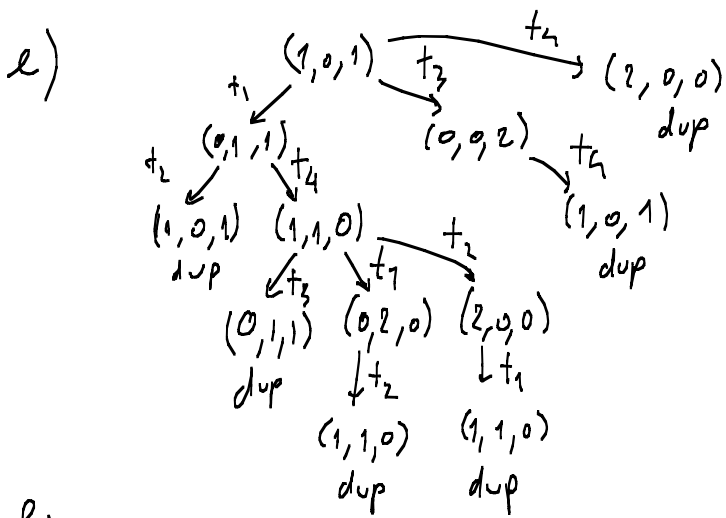 e)
(1,0,1)
t₁ t₃ t₄
(0,1,1) (0,0,2) (2,0,0)
dup
t₂ t₄ t₄
(1,0,1) (1,1,0) (1,0,1)
dup dup
t₃ t₁ t₂
(0,1,1) (0,2,0) (2,0,0)
dup
t₂ t₁
(1,1,0) (1,1,0)
dup dup